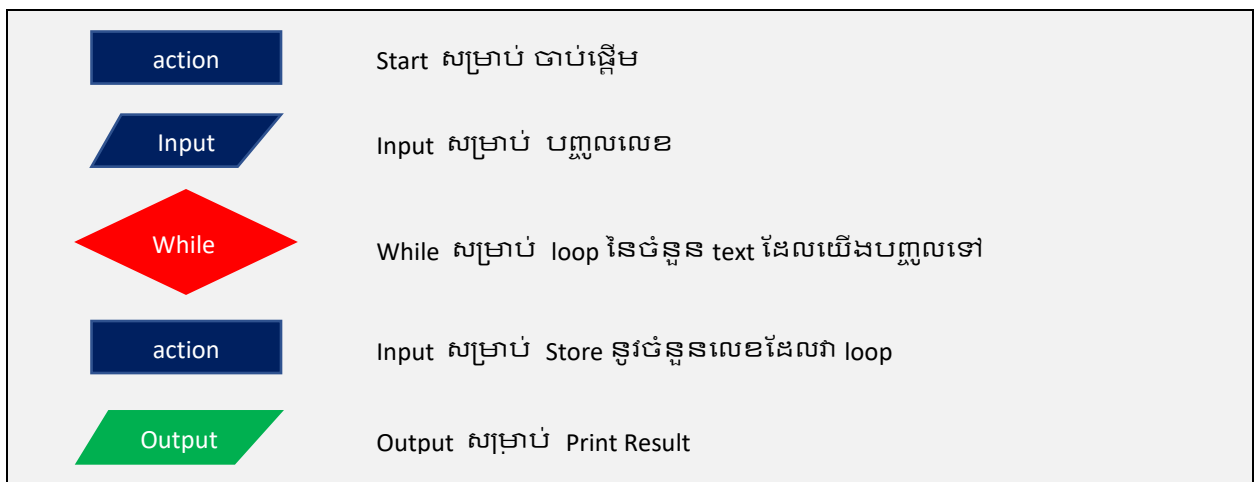 action Start សម្រាប់ ចាប់ផ្តើម
Input Input សម្រាប់ បញ្ចូលលេខ
While While សម្រាប់ loop នៃចំនួន text ដែលយើងបញ្ចូលទៅ
action Input សម្រាប់ Store នូវចំនួនលេខដែលវា loop
Output Output សម្រាប់ Print Result